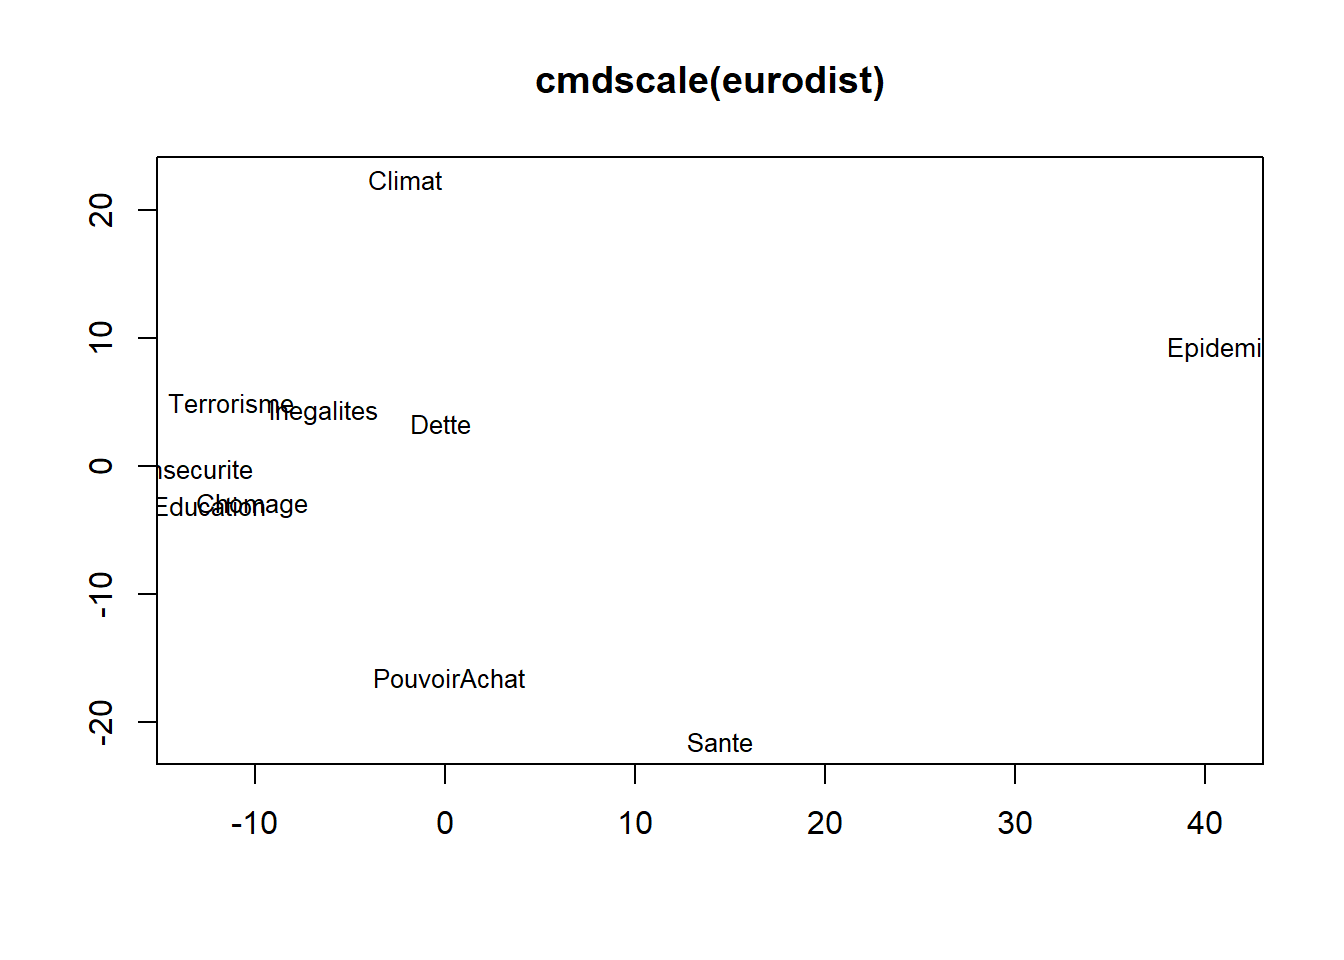 cmdscale(eurodist)
Climat
20
10
Epidemi
Terrorisme
Inegalites
Dette
0
nsecurite
Education
Chomage
-10
PouvoirAchat
-20
Sante
-10 0 10 20 30 40